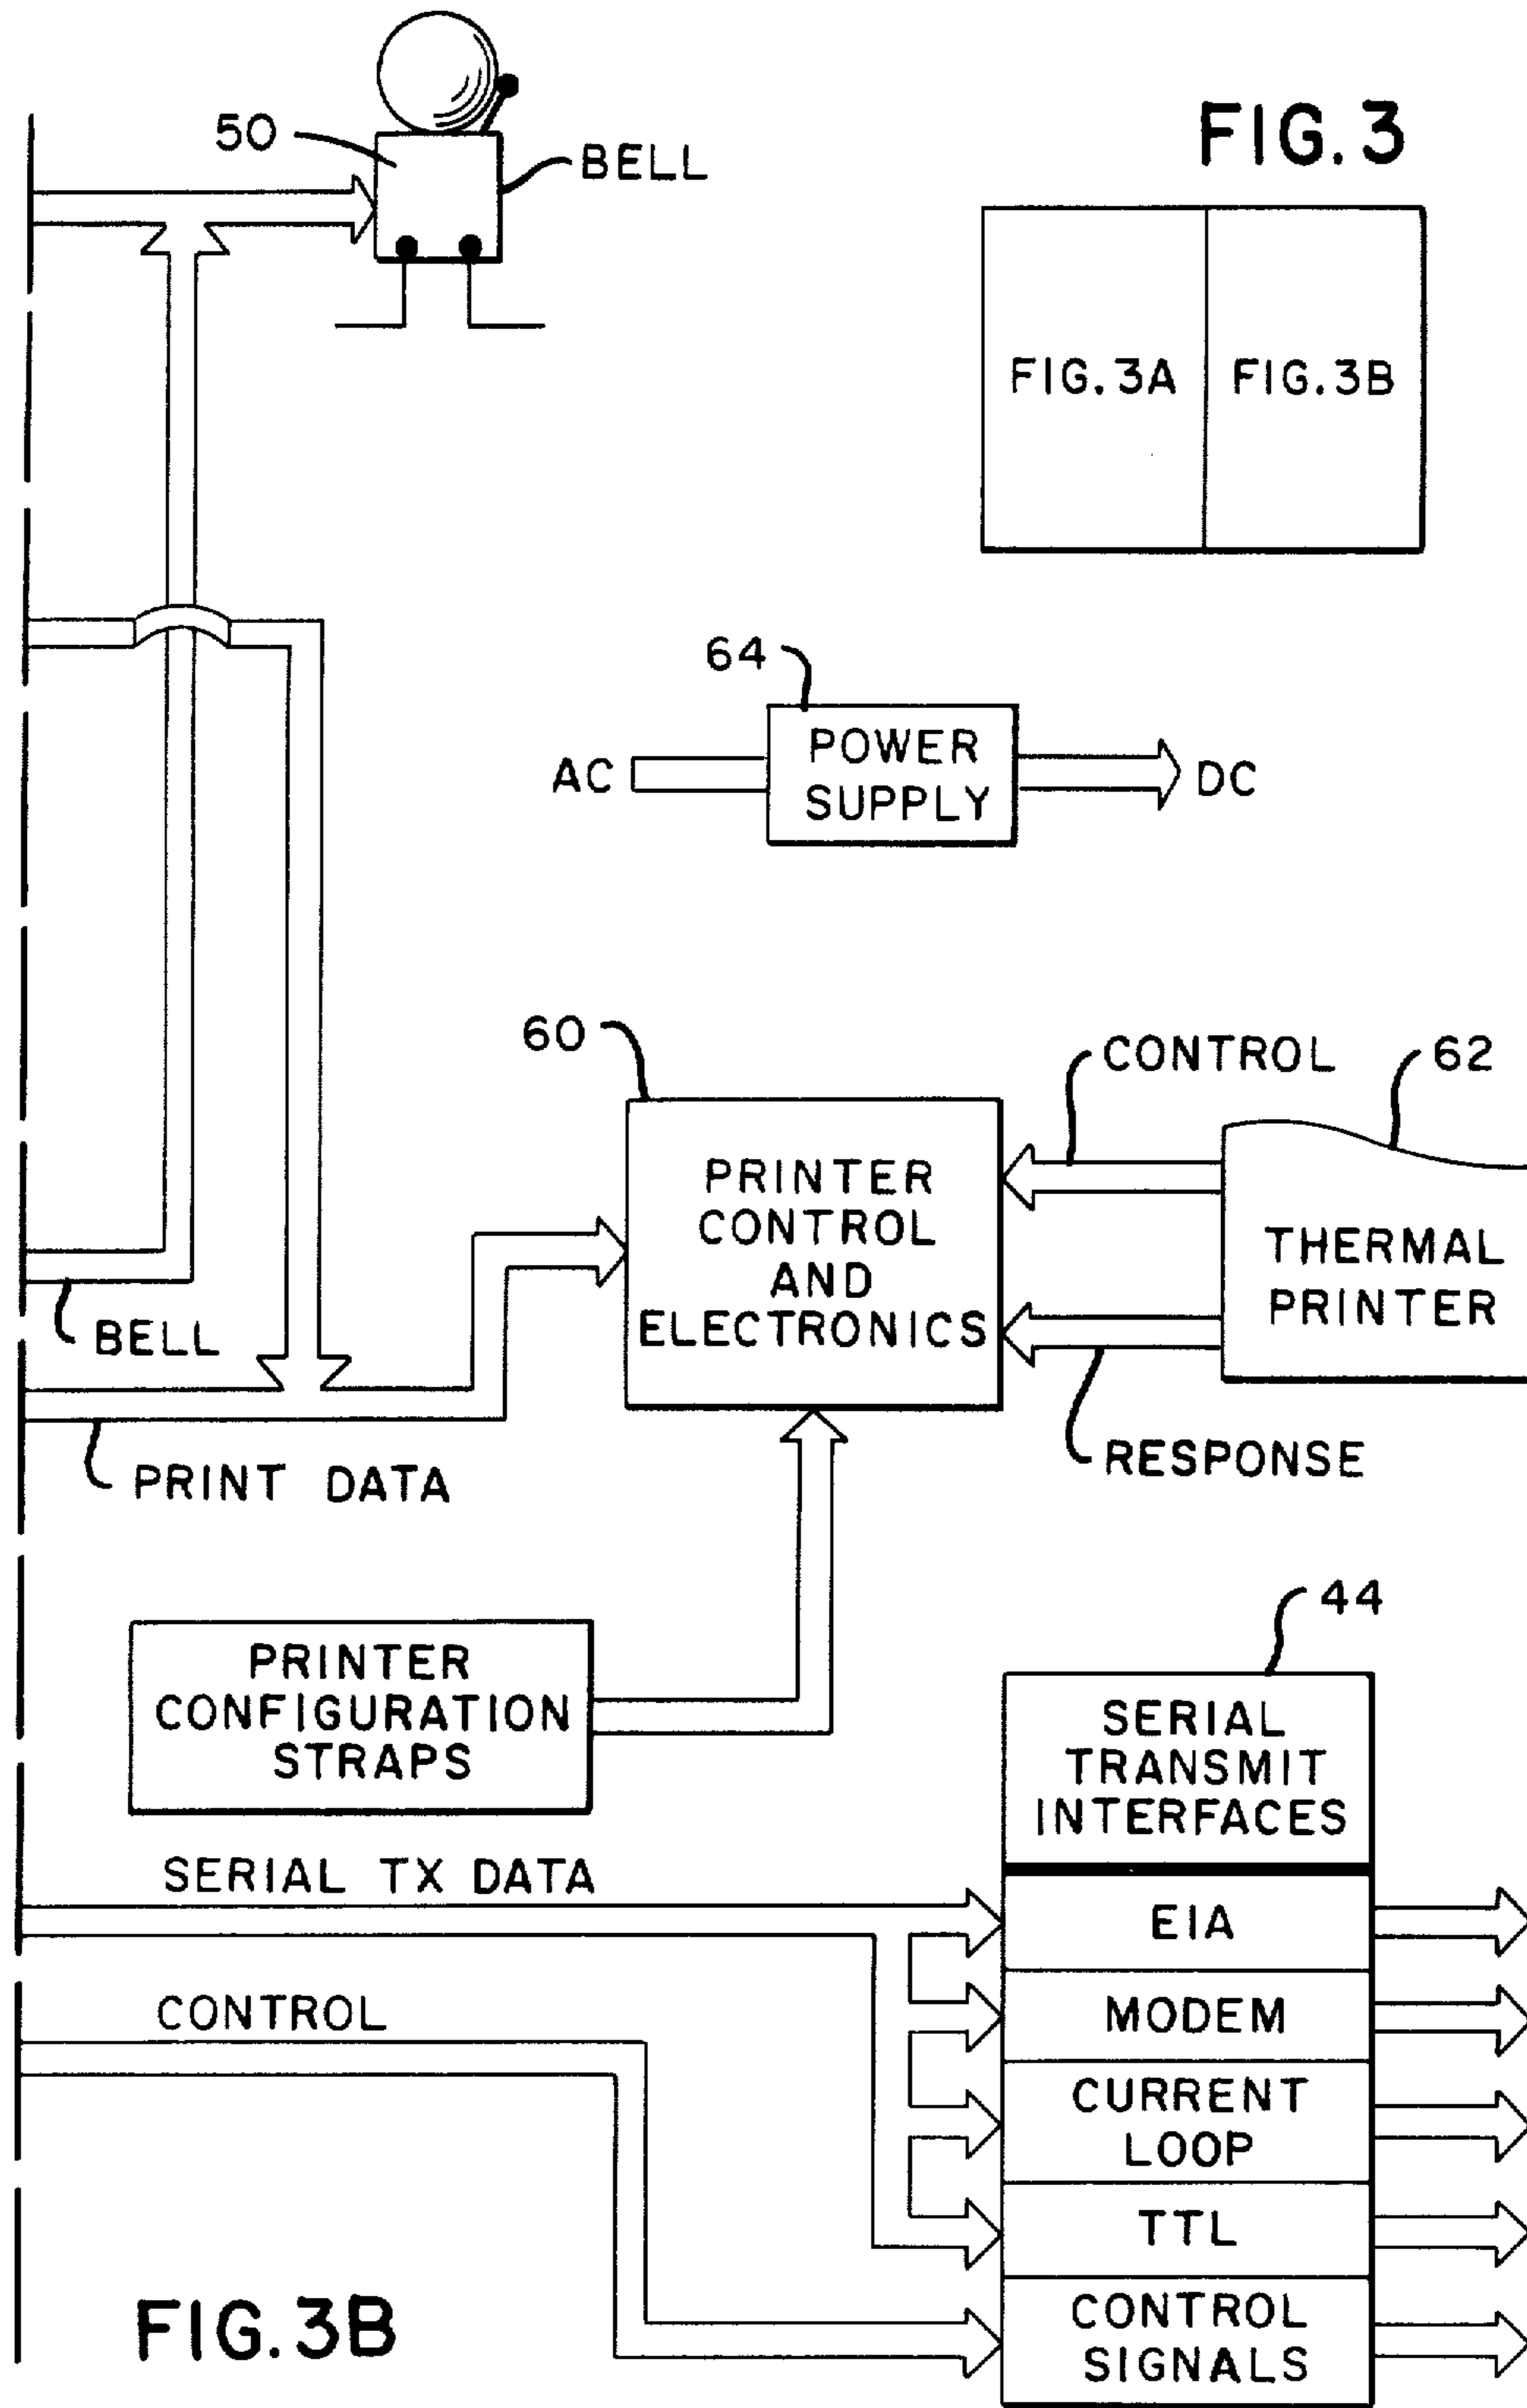 50
BELL
FIG. 3
FIG. 3A
FIG. 3B
64
AC
POWER
SUPPLY
DC
60
CONTROL
62
PRINTER
CONTROL
AND
ELECTRONICS
THERMAL
PRINTER
BELL
RESPONSE
PRINT DATA
44
PRINTER
CONFIGURATION
STRAPS
SERIAL
TRANSMIT
INTERFACES
SERIAL TX DATA
EIA
CONTROL
MODEM
CURRENT
LOOP
TTL
CONTROL
SIGNALS
FIG. 3B